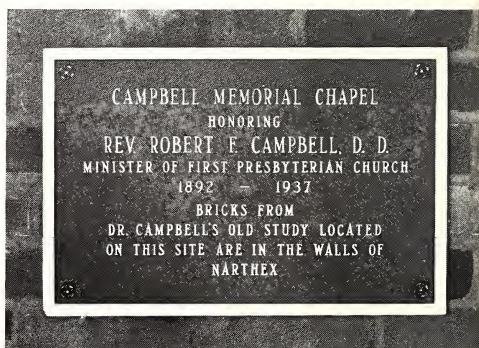 CAMPBELL MEMORIAL CHAPEL
HONORING
REV. ROBERT F. CAMPBELL, D. D.
MINISTER OF FIRST PRESBYTERIAN CHURCH
1892 – 1937
BRICKS FROM
DR. CAMPBELL'S OLD STUDY LOCATED
ON THIS SITE ARE IN THE WALLS OF
NARTHEX